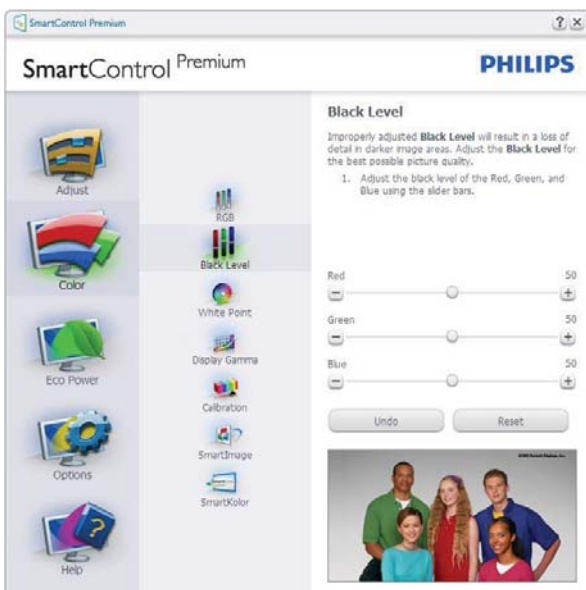 SmartControl Premium
SmartControl Premium
PHILIPS
Adjust
Color
Eco Power
Options
Help
RGB
Black Level
White Point
Display Gamma
Calibration
SmartImage
SmartKolor
Black Level
Improperly adjusted Black Level will result in a loss of
detail in darker image areas. Adjust the Black Level for
the best possible picture quality.
1. Adjust the black level of the Red, Green, and
Blue using the slider bars.
Red 50
Green 50
Blue 50
Undo Reset